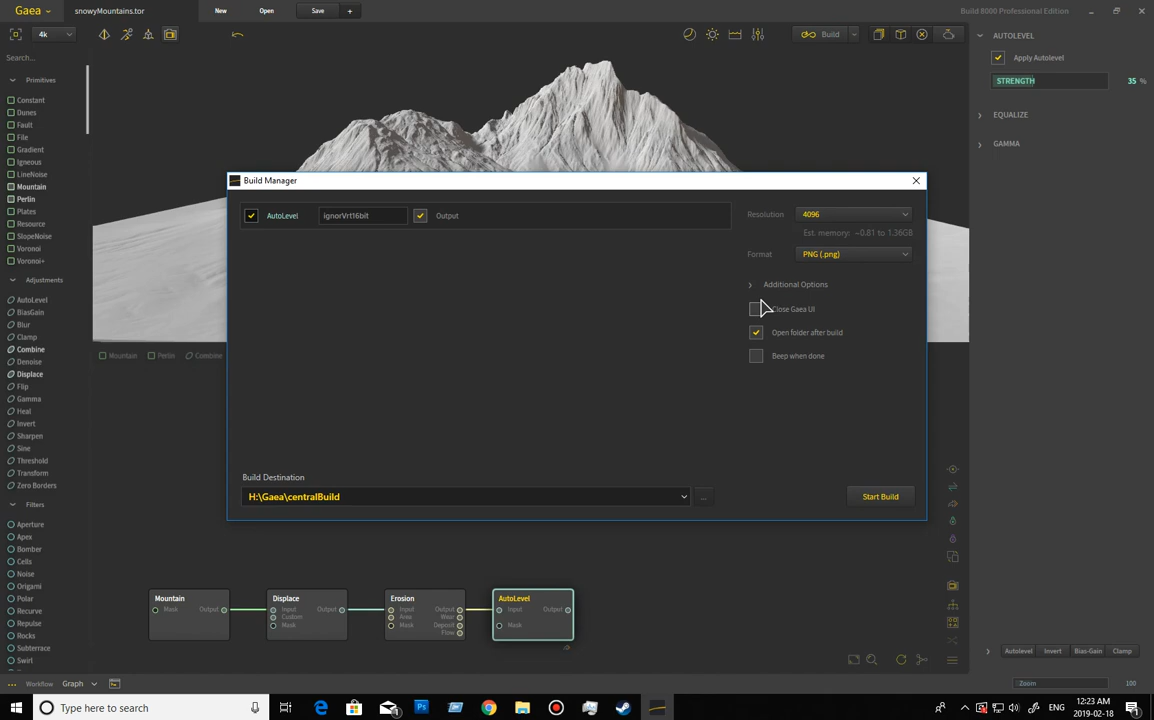 Gaea
snowyMountains.tor
New
Open
Save
+
Build 8000 Professional Edition
4k
Build
AUTOLEVEL
Apply Autolevel
STRENGTH
35 %
EQUALIZE
GAMMA
Search...
Primitives
Constant
Dunes
Fault
File
Gradient
Igneous
LineNoise
Mountain
Perlin
Plates
Resource
SlopeNoise
Voronoi
Voronoi+
Adjustments
AutoLevel
BiasGain
Blur
Clamp
Combine
Denoise
Displace
Flip
Gamma
Heal
Invert
Sharpen
Sine
Threshold
Transform
Zero Borders
Filters
Aperture
Apex
Bomber
Cells
Noise
Origami
Polar
Recurve
Repulse
Rocks
Subterrace
Swirl
Build Manager
AutoLevel
ignorVrt16bit
Output
Resolution
4096
Est. memory: ~0.81 to 1.36GB
Format
PNG (.png)
Additional Options
Close Gaea UI
Open folder after build
Beep when done
Build Destination
H:\Gaea\centralBuild
...
Start Build
Mountain
Perlin
Combine
Mountain
Mask
Output
Displace
Input
Output
Custom
Mask
Erosion
Input
Output
Area
Wear
Mask
Deposit
Flow
AutoLevel
Input
Output
Mask
Autolevel
Invert
Bias-Gain
Clamp
Workflow
Graph
Zoom
100
Type here to search
ENG
12:23 AM
2019-02-18